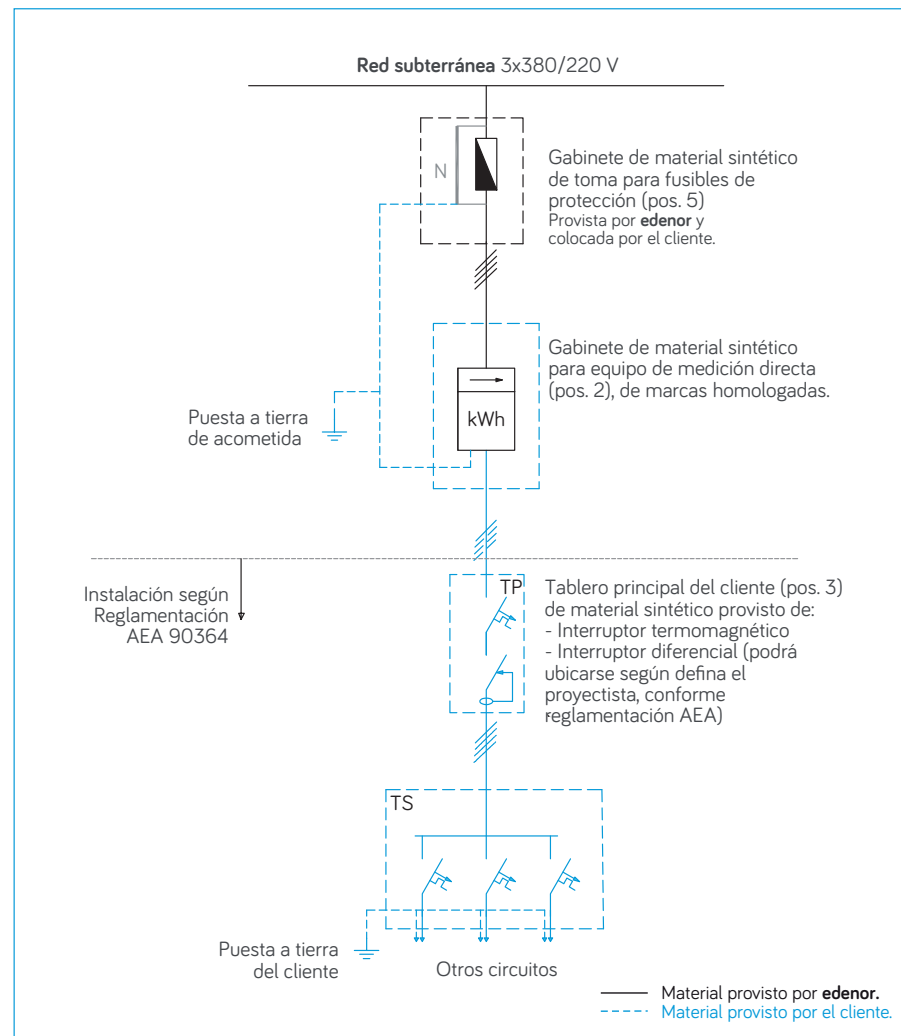 Red subterránea 3x380/220 V
N
Gabinete de material sintético
de toma para fusibles de
protección (pos. 5)
Provista por edenor y
colocada por el cliente.
Gabinete de material sintético
para equipo de medición directa
(pos. 2), de marcas homologadas.
kWh
Puesta a tierra
de acometida
Instalación según
Reglamentación
AEA 90364
TP
Tablero principal del cliente (pos. 3)
de material sintético provisto de:
- Interruptor termomagnético
- Interruptor diferencial (podrá
ubicarse según defina el
proyectista, conforme
reglamentación AEA)
TS
Puesta a tierra
del cliente
Otros circuitos
Material provisto por edenor.
Material provisto por el cliente.